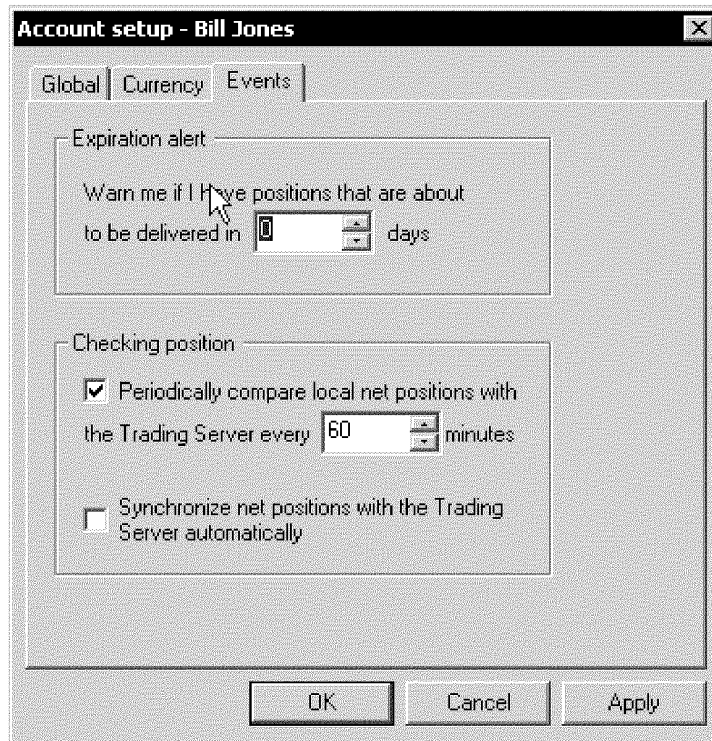 Account setup - Bill Jones
Global Currency Events
Expiration alert
Warn me if I have positions that are about
to be delivered in 0 days
Checking position
Periodically compare local net positions with
the Trading Server every 60 minutes
Synchronize net positions with the Trading
Server automatically
OK Cancel Apply